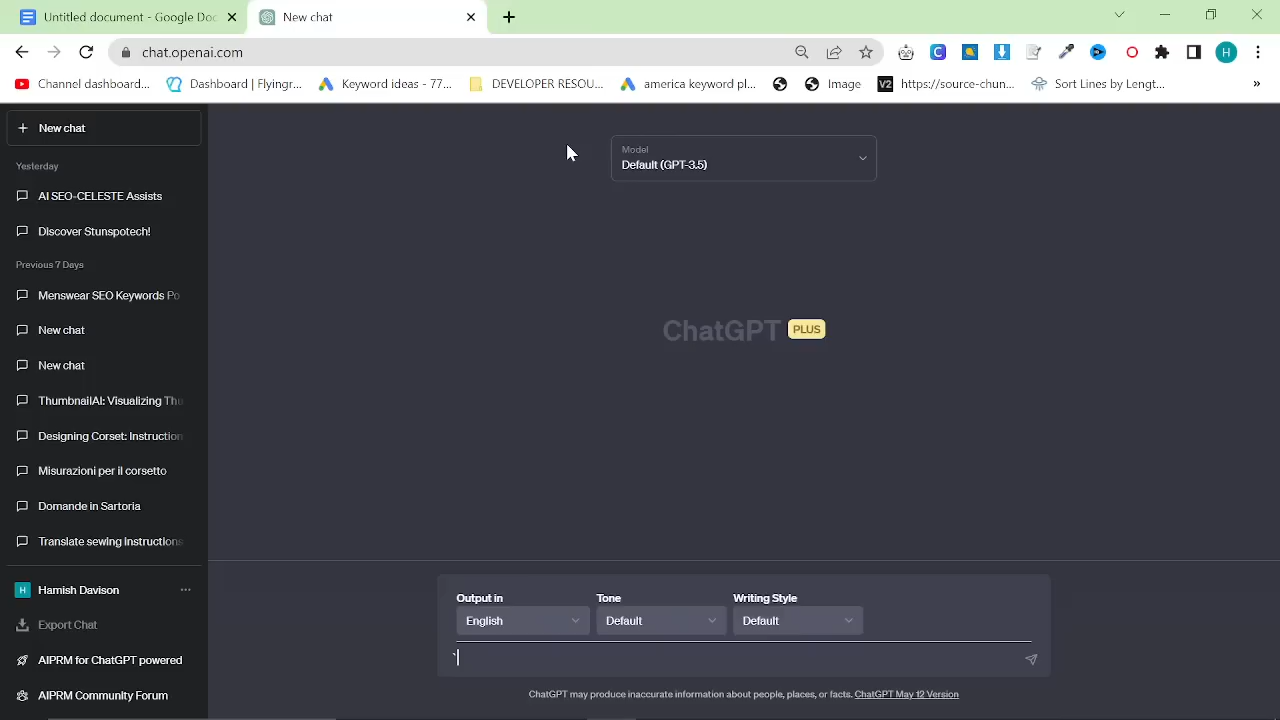 Untitled document - Google Doc
New chat
chat.openai.com
H
Channel dashboard...
Dashboard | Flyingr...
Keyword ideas - 77...
DEVELOPER RESOU...
america keyword pl...
Image
V2
https://source-chun...
Sort Lines by Lengt...
»
+ New chat
Yesterday
AI SEO-CELESTE Assists
Discover Stunspotech!
Previous 7 Days
Menswear SEO Keywords Po
New chat
New chat
ThumbnailAI: Visualizing Thu
Designing Corset: Instruction
Misurazioni per il corsetto
Domande in Sartoria
Translate sewing instructions
H Hamish Davison ...
Export Chat
AIPRM for ChatGPT powered
AIPRM Community Forum
Model
Default (GPT-3.5)
ChatGPT PLUS
Output in
English
Tone
Default
Writing Style
Default
`
ChatGPT may produce inaccurate information about people, places, or facts. ChatGPT May 12 Version